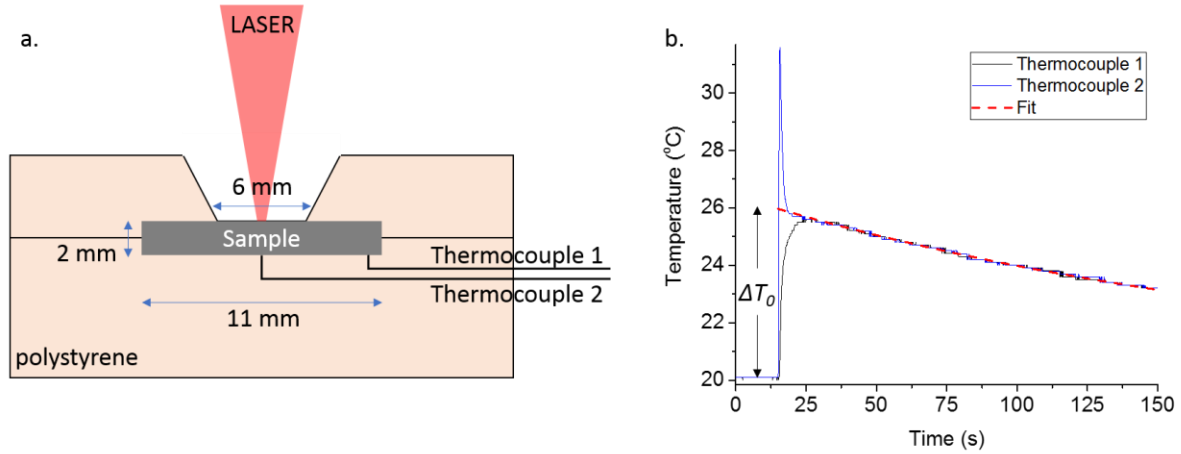 a.
LASER
6 mm
2 mm
Sample
Thermocouple 1
Thermocouple 2
11 mm
polystyrene
b.
Thermocouple 1
Thermocouple 2
Fit
Temperature (°C)
30
28
26
24
22
20
ΔT0
0 25 50 75 100 125 150
Time (s)